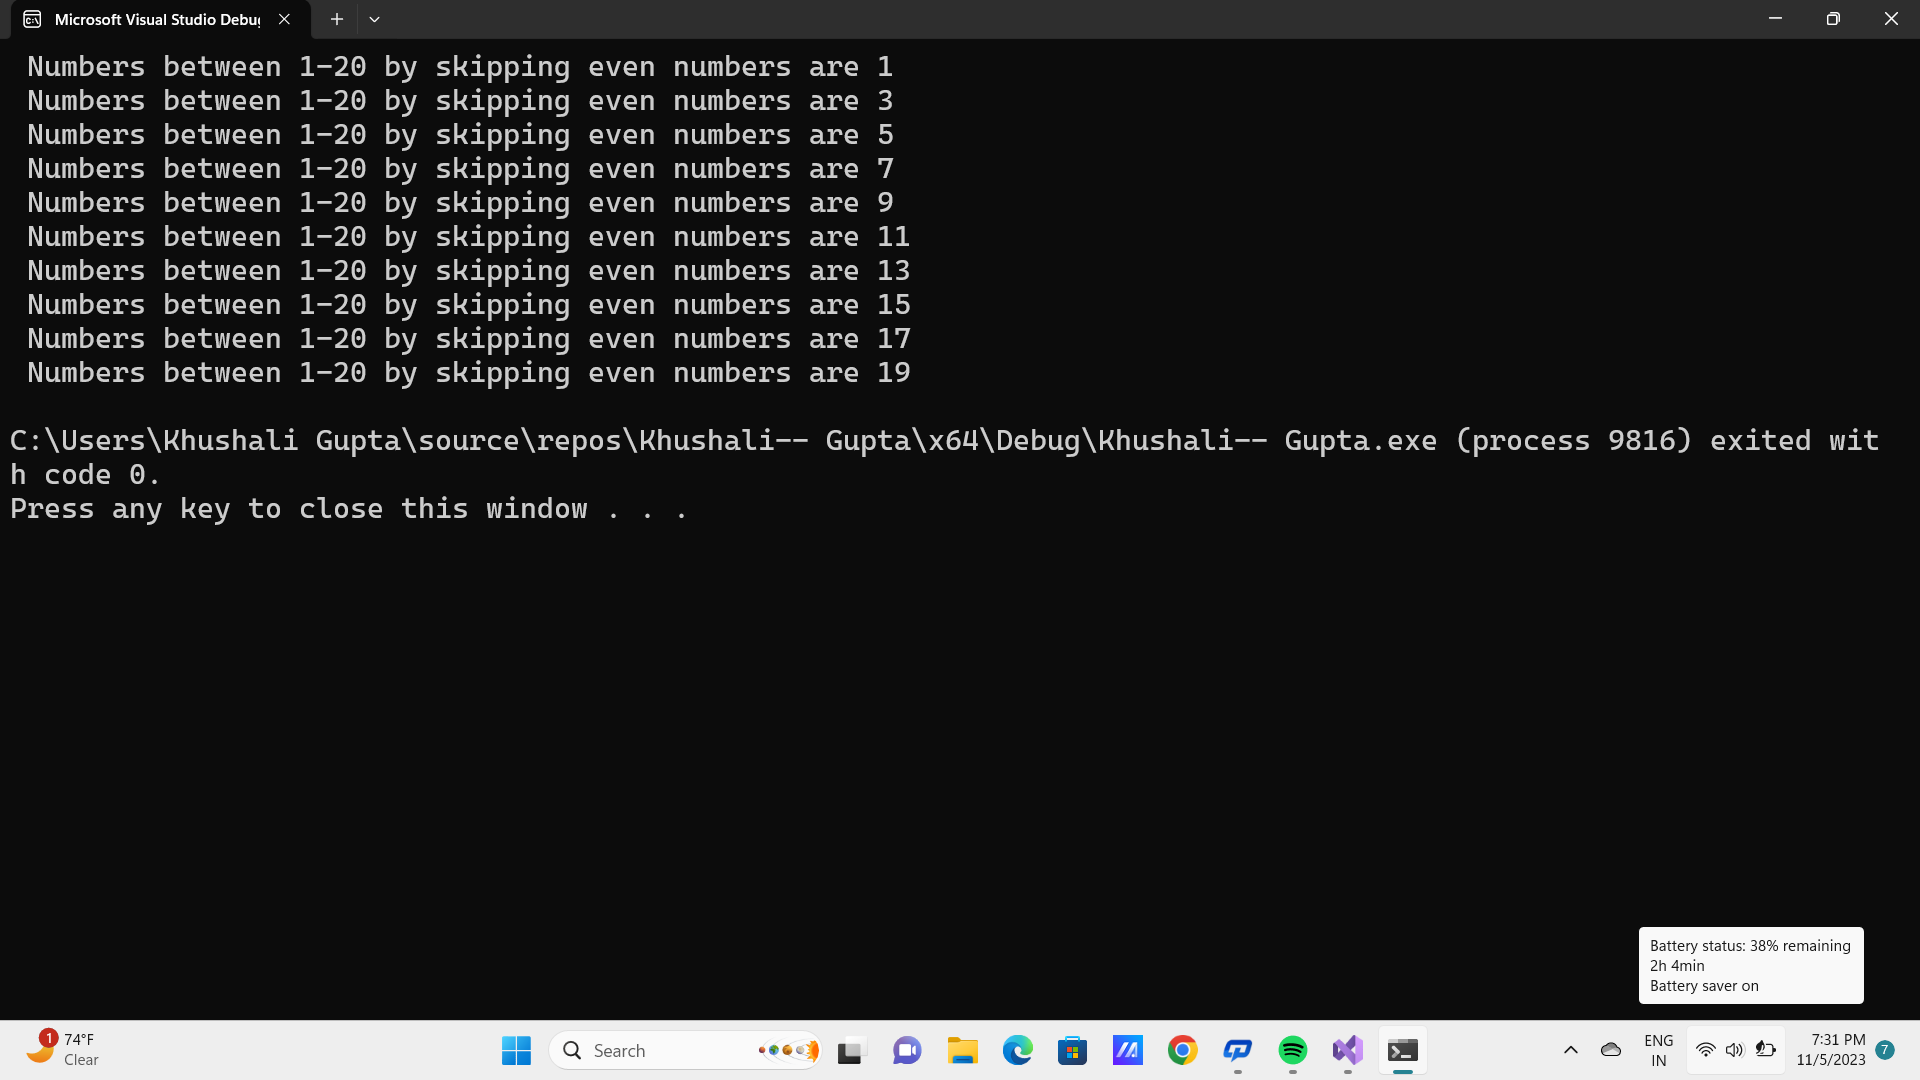 Microsoft Visual Studio Debu
Numbers between 1-20 by skipping even numbers are 1
Numbers between 1-20 by skipping even numbers are 3
Numbers between 1-20 by skipping even numbers are 5
Numbers between 1-20 by skipping even numbers are 7
Numbers between 1-20 by skipping even numbers are 9
Numbers between 1-20 by skipping even numbers are 11
Numbers between 1-20 by skipping even numbers are 13
Numbers between 1-20 by skipping even numbers are 15
Numbers between 1-20 by skipping even numbers are 17
Numbers between 1-20 by skipping even numbers are 19
C:\Users\Khushali Gupta\source\repos\Khushali-- Gupta\x64\Debug\Khushali-- Gupta.exe (process 9816) exited wit
h code 0.
Press any key to close this window . . .
Battery status: 38% remaining
2h 4min
Battery saver on
1
74°F
Clear
Search
ENG
IN
7:31 PM
11/5/2023
7